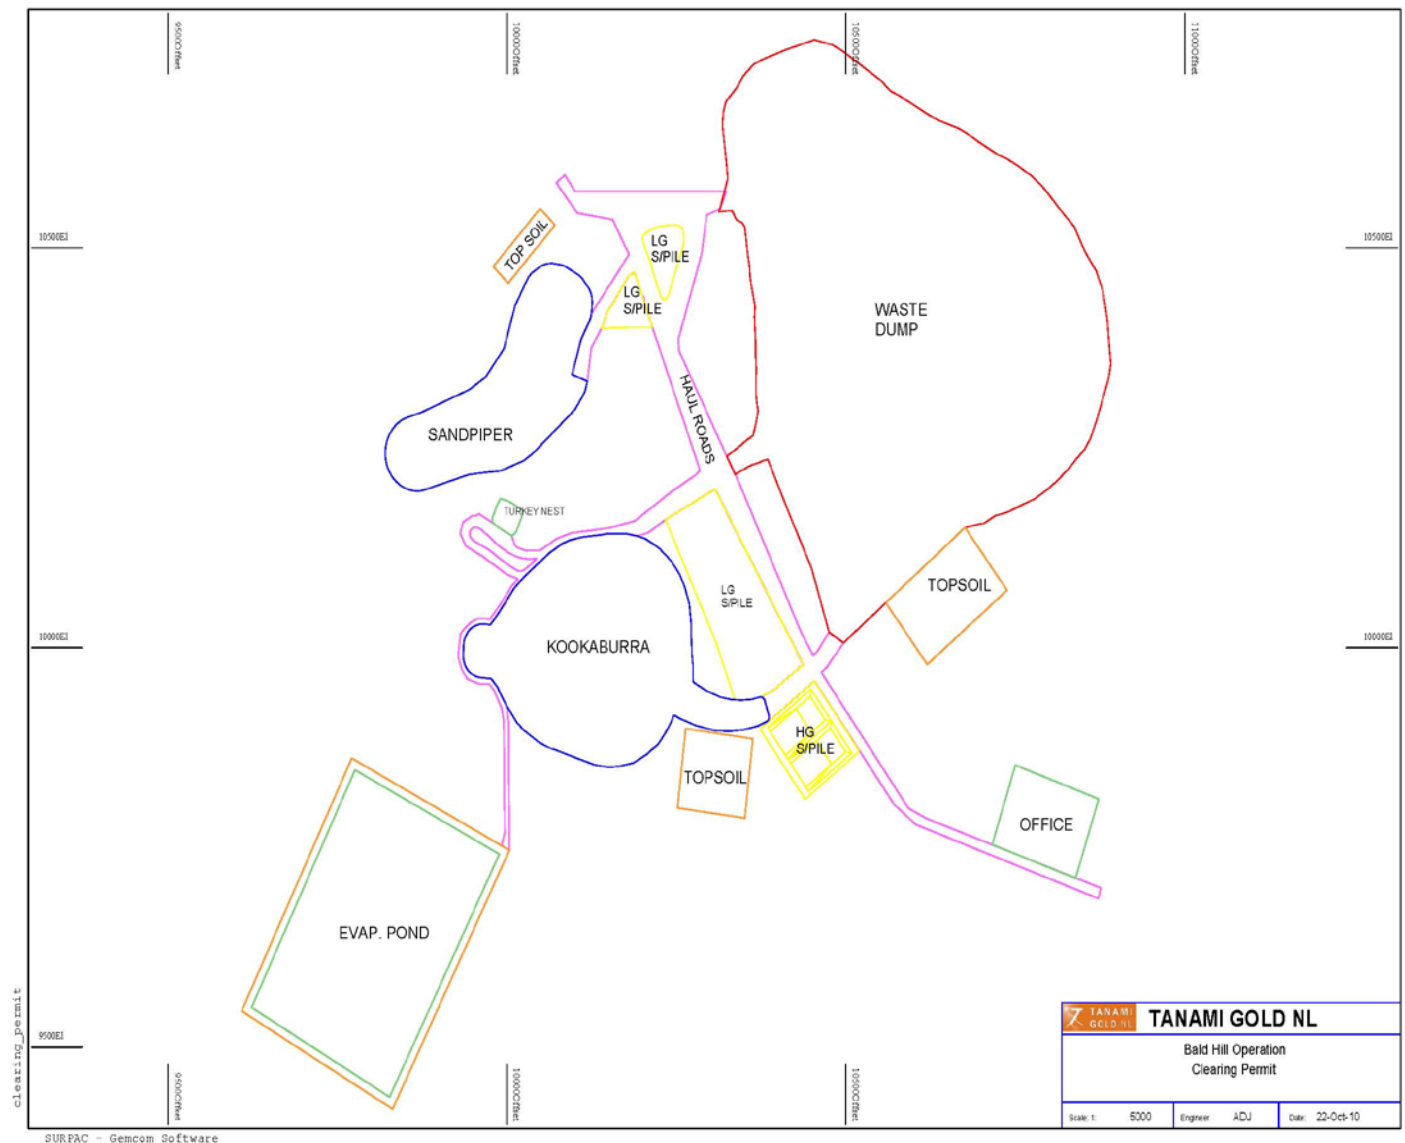 9500Offset
10000Offset
10500Offset
11000Offset
10500El
10500El
TOP SOIL
LG
S/PILE
LG
S/PILE
WASTE
DUMP
HAUL ROADS
SANDPIPER
TURKEY NEST
TOPSOIL
LG
S/PILE
10000El
10000El
KOOKABURRA
HG
S/PILE
TOPSOIL
OFFICE
EVAP. POND
9500El
9500Offset
10000Offset
10500Offset
clearing_permit
TANAMI
GOLD NL
TANAMI GOLD NL
Bald Hill Operation
Clearing Permit
Scale: 1: 5000 Engineer: ADJ Date: 22-Oct-10
SURPAC - Gemcom Software